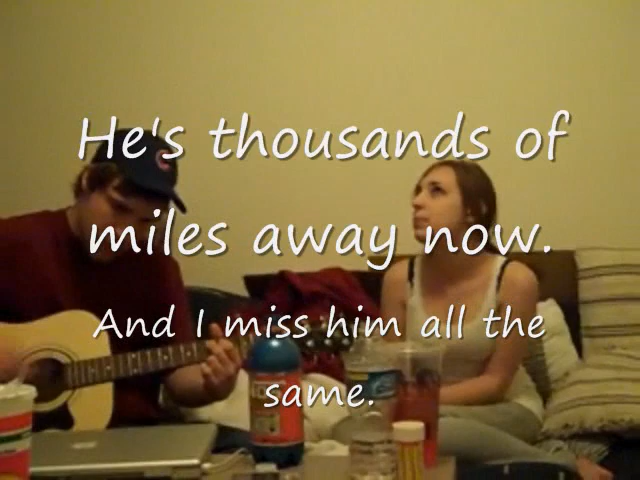 He's thousands of
miles away now.
And I miss him all the
same.